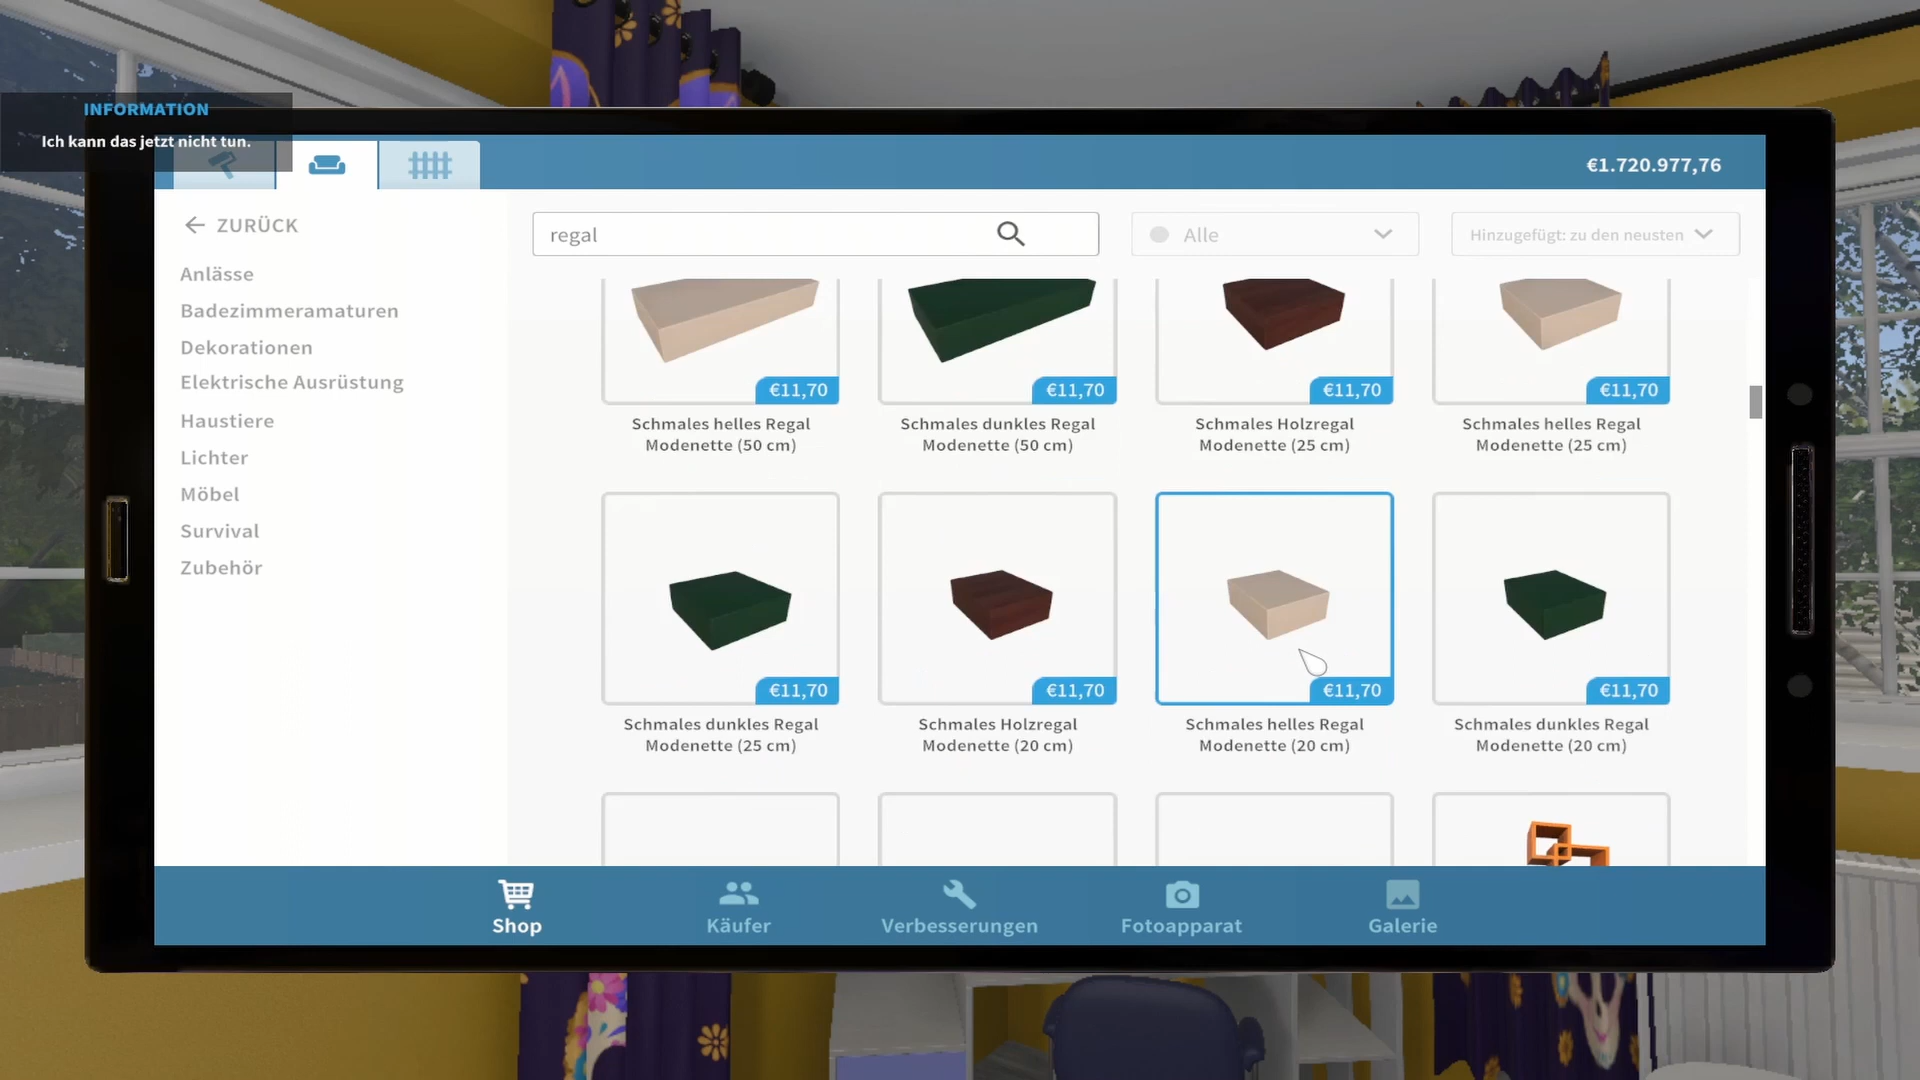 INFORMATION
Ich kann das jetzt nicht tun.
€1.720.977,76
ZURÜCK
regal
Alle
Hinzugefügt: zu den neusten
Anlässe
Badezimmeramaturen
Dekorationen
Elektrische Ausrüstung
Haustiere
Lichter
Möbel
Survival
Zubehör
€11,70
€11,70
€11,70
€11,70
Schmales helles Regal
Modenette (50 cm)
Schmales dunkles Regal
Modenette (50 cm)
Schmales Holzregal
Modenette (25 cm)
Schmales helles Regal
Modenette (25 cm)
€11,70
€11,70
€11,70
€11,70
Schmales dunkles Regal
Modenette (25 cm)
Schmales Holzregal
Modenette (20 cm)
Schmales helles Regal
Modenette (20 cm)
Schmales dunkles Regal
Modenette (20 cm)
Shop
Käufer
Verbesserungen
Fotoapparat
Galerie